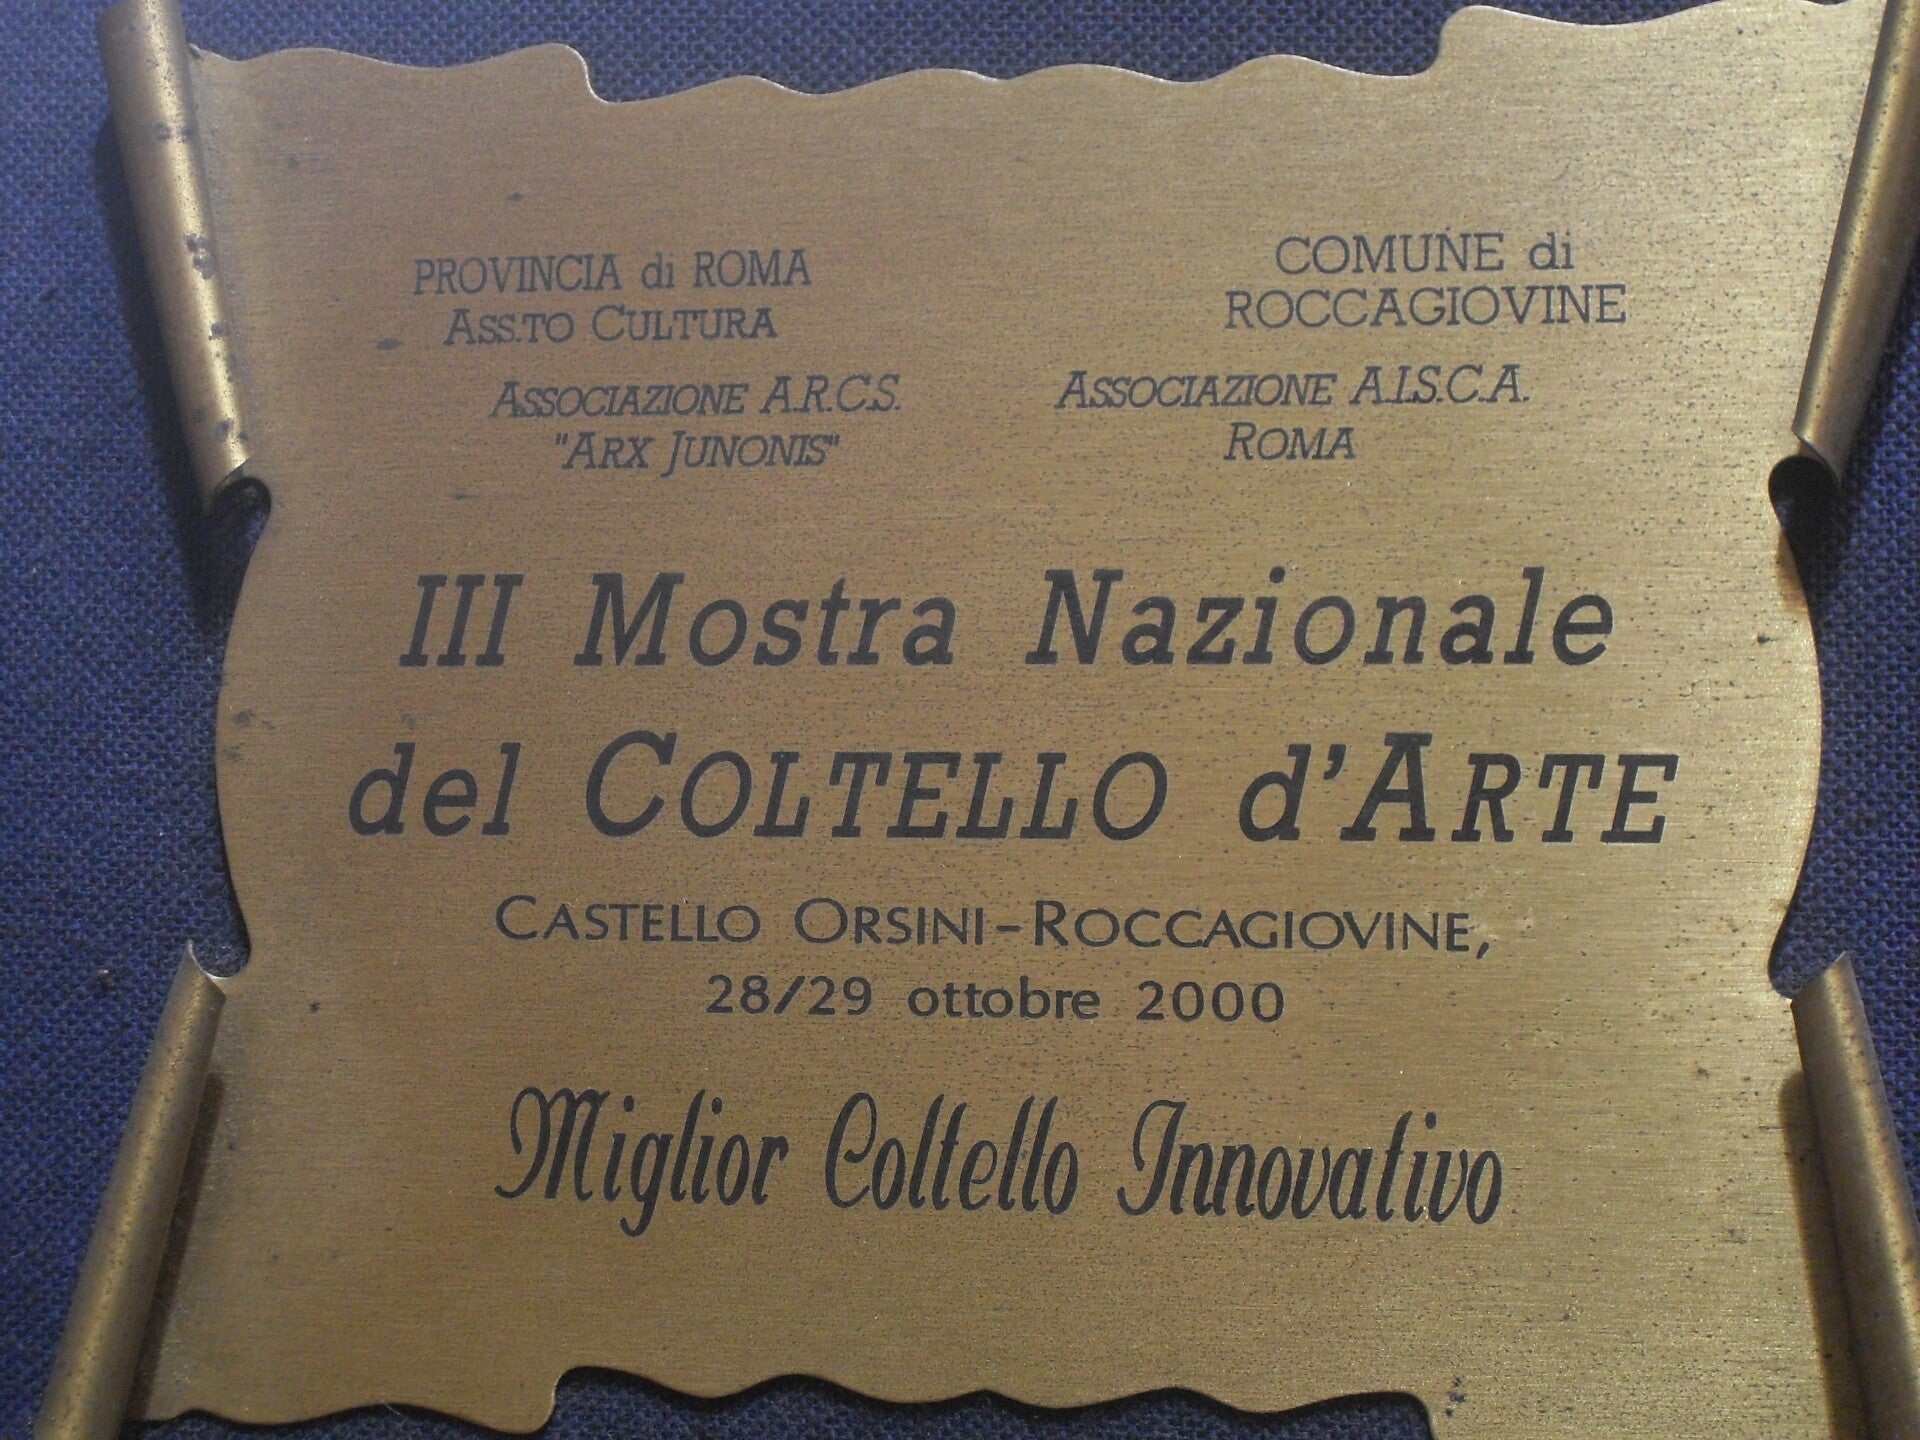 PROVINCIA di ROMA
ASS.TO CULTURA
COMUNE di
ROCCAGIOVINE
ASSOCIAZIONE A.R.C.S.
"ARX JUNONIS"
ASSOCIAZIONE A.I.S.C.A.
ROMA
III Mostra Nazionale
del COLTELLO d'ARTE
CASTELLO ORSINI-ROCCAGIOVINE,
28/29 ottobre 2000
Miglior Coltello Innovativo